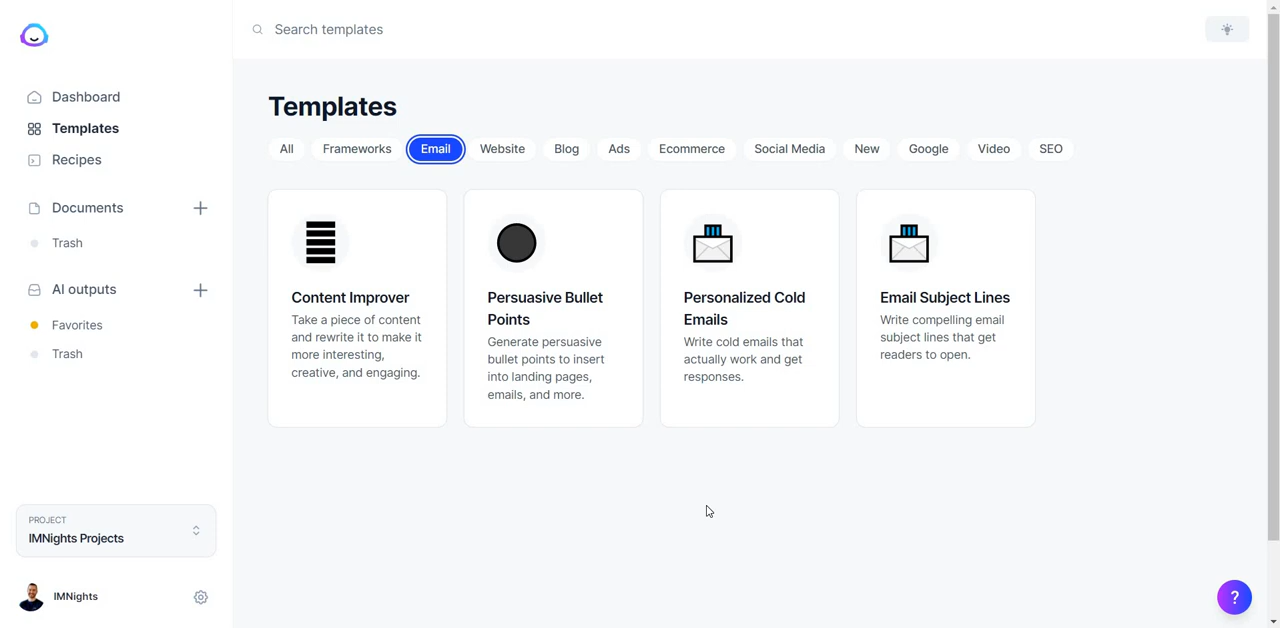 Search templates
Dashboard
Templates
Recipes
Documents
Trash
AI outputs
Favorites
Trash
PROJECT
IMNights Projects
IMNights
Templates
All Frameworks Email Website Blog Ads Ecommerce Social Media New Google Video SEO
Content Improver
Take a piece of content
and rewrite it to make it
more interesting,
creative, and engaging.
Persuasive Bullet
Points
Generate persuasive
bullet points to insert
into landing pages,
emails, and more.
Personalized Cold
Emails
Write cold emails that
actually work and get
responses.
Email Subject Lines
Write compelling email
subject lines that get
readers to open.
?